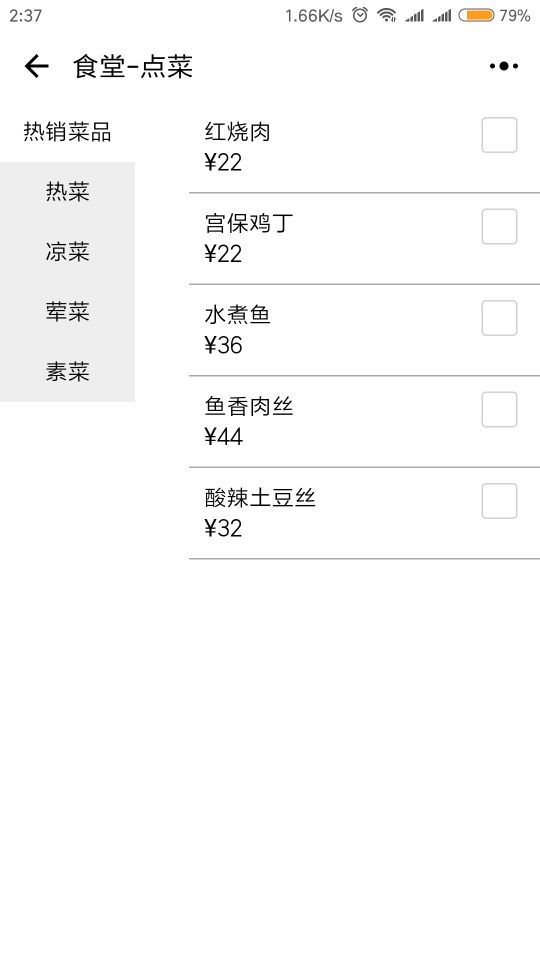 2:37 1.66K/s 79%
食堂-点菜
热销菜品
热菜
凉菜
荤菜
素菜
红烧肉
¥22
宫保鸡丁
¥22
水煮鱼
¥36
鱼香肉丝
¥44
酸辣土豆丝
¥32